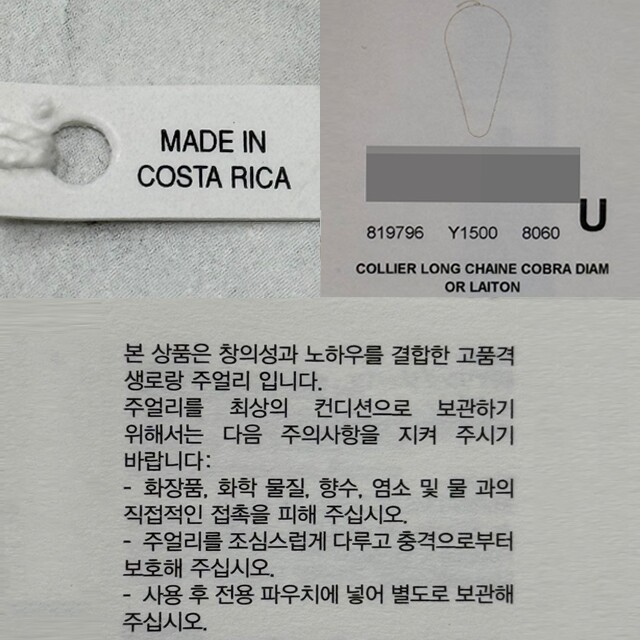 MADE IN
COSTA RICA
819796 Y1500 8060 U
COLLIER LONG CHAINE COBRA DIAM
OR LAITON
본 상품은 창의성과 노하우를 결합한 고품격
생로랑 주얼리 입니다.
주얼리를 최상의 컨디션으로 보관하기
위해서는 다음 주의사항을 지켜 주시기
바랍니다:
- 화장품, 화학 물질, 향수, 염소 및 물 과의
직접적인 접촉을 피해 주십시오.
- 주얼리를 조심스럽게 다루고 충격으로부터
보호해 주십시오.
- 사용 후 전용 파우치에 넣어 별도로 보관해
주십시오.